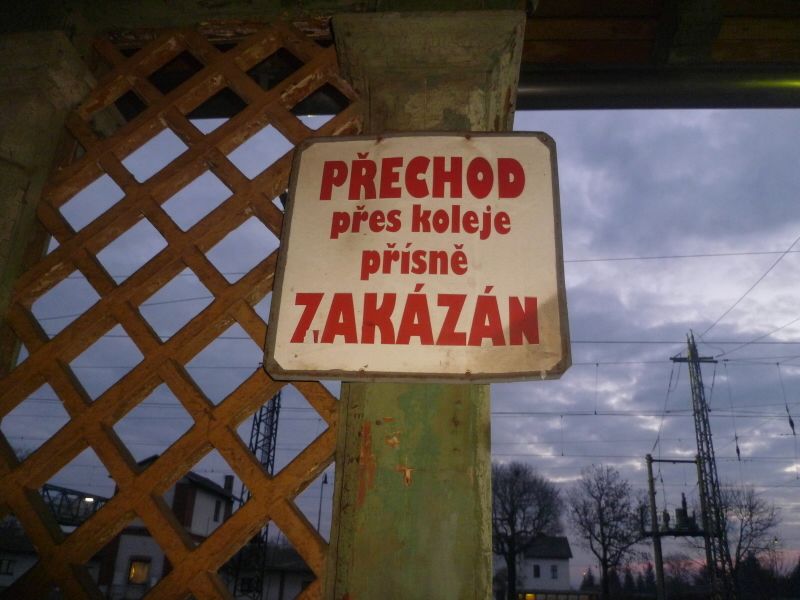 PŘECHOD
přes koleje
přísně
ZAKÁZÁN